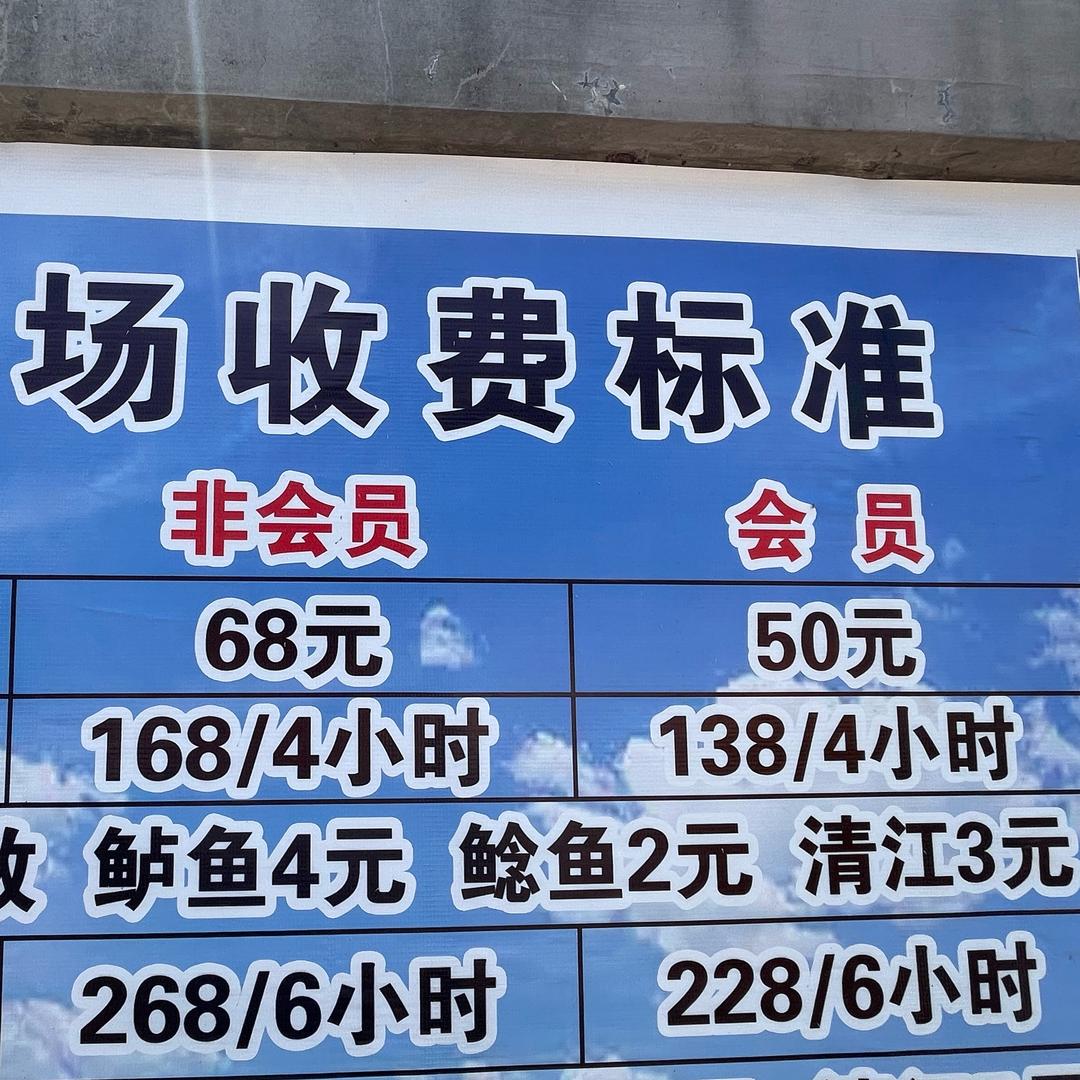 场收费标准
非会员 会员
68元 50元
168/4小时 138/4小时
鲈鱼4元 鲶鱼2元 清江3元
268/6小时 228/6小时